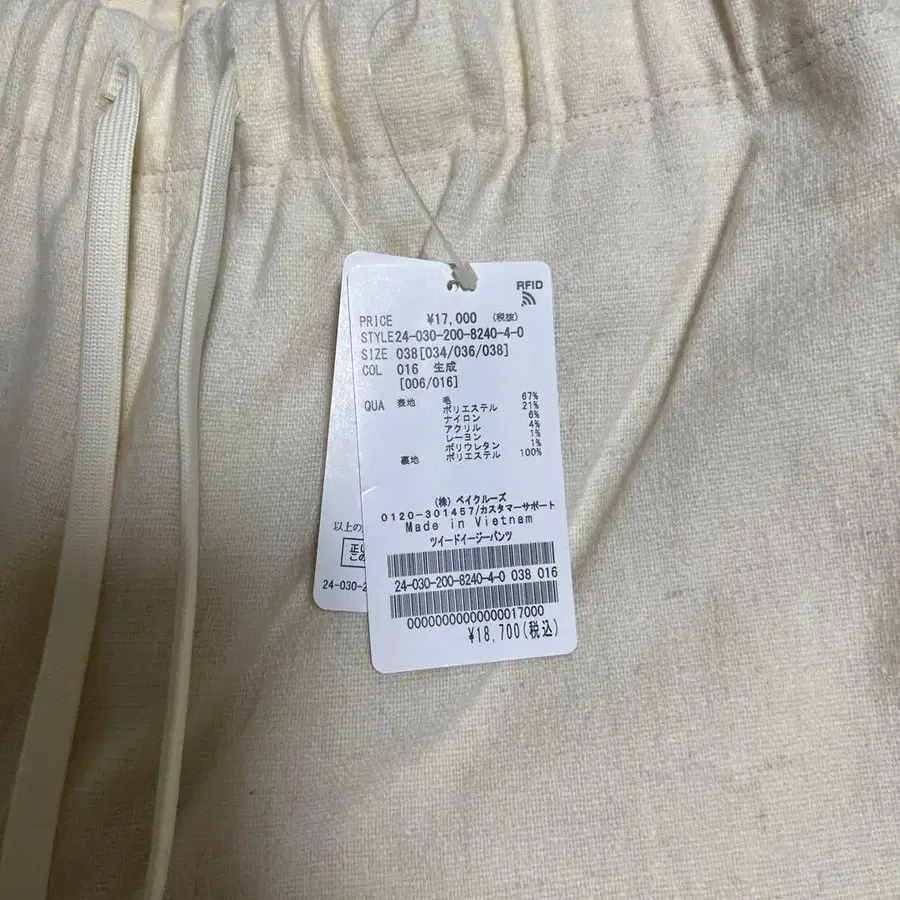 RFID
PRICE ¥17,000 (税抜)
STYLE24-030-200-8240-4-0
SIZE 038[034/036/038]
COL 016 生成
[006/016]
QUA 表地 毛 67%
ポリエステル 21%
ナイロン 6%
アクリル 4%
レーヨン 1%
ポリウレタン 1%
裏地 ポリエステル 100%
(株) ベイクルーズ
0120-301457/カスタマーサポート
Made in Vietnam
ツイードイージーパンツ
24-030-200-8240-4-0 038 016
00000000000000017000
¥18,700(税込)
以上の
正し
この
24-030-2